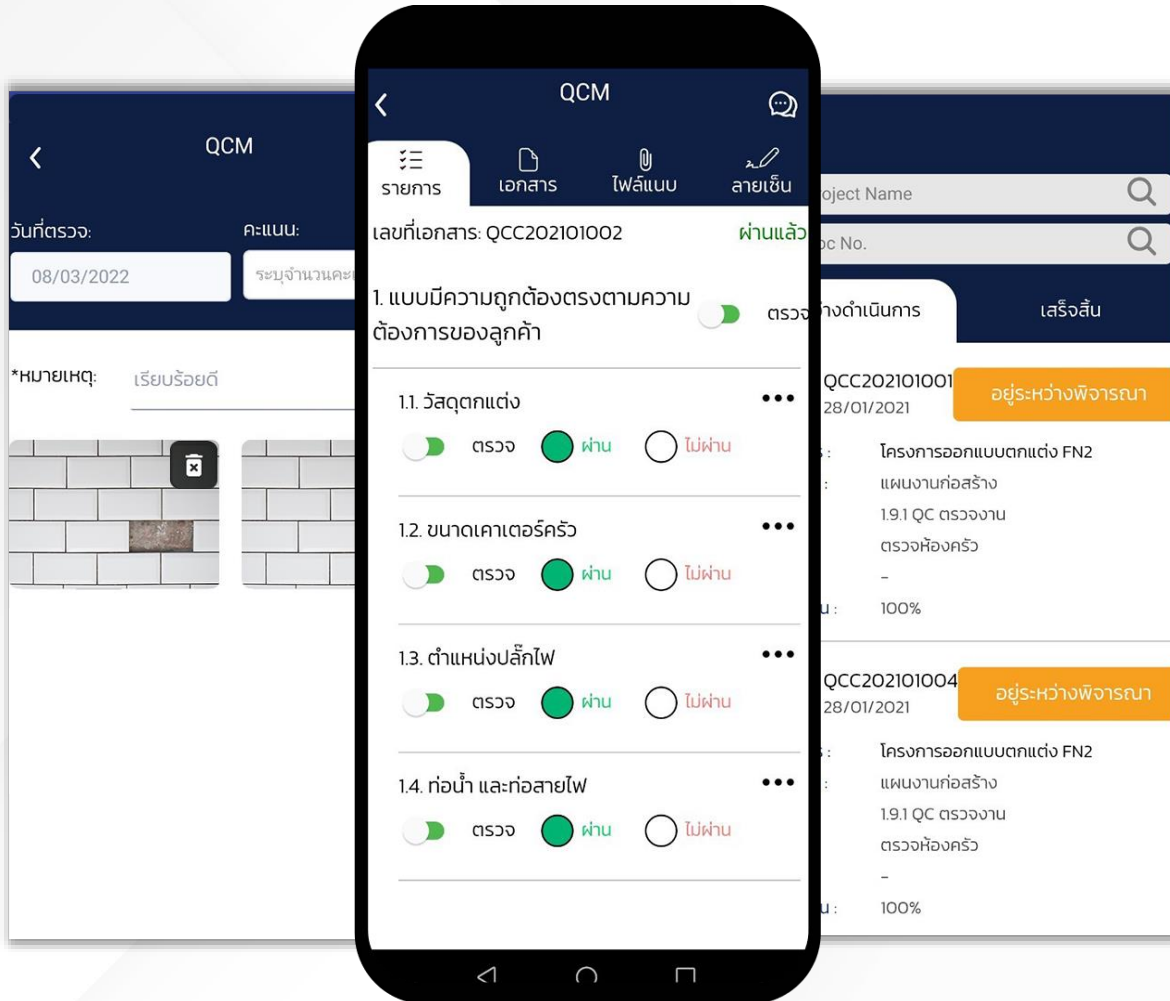 QCM
วันที่ตรวจ:
คะแนน:
08/03/2022
*หมายเหตุ:
เรียบร้อยดี
QCM
รายการ
เอกสาร
ไฟล์แนบ
ลายเซ็น
เลขที่เอกสาร: QCC202101002
ผ่านแล้ว
1. แบบมีความถูกต้องตรงตามความ
ต้องการของลูกค้า
ตรวจ
1.1. วัสดุตกแต่ง
ตรวจ ผ่าน ไม่ผ่าน
1.2. ขนาดเคาเตอร์ครัว
ตรวจ ผ่าน ไม่ผ่าน
1.3. ตำแหน่งปลั๊กไฟ
ตรวจ ผ่าน ไม่ผ่าน
1.4. ท่อน้ำ และท่อสายไฟ
ตรวจ ผ่าน ไม่ผ่าน
Name
No.
เสร็จสิ้น
QCC202101001
อยู่ระหว่างพิจารณา
28/01/2021
โครงการออกแบบตกแต่ง FN2
แผนงานก่อสร้าง
1.9.1 QC ตรวจงาน
ตรวจห้องครัว
-
100%
QCC202101004
อยู่ระหว่างพิจารณา
28/01/2021
โครงการออกแบบตกแต่ง FN2
แผนงานก่อสร้าง
1.9.1 QC ตรวจงาน
ตรวจห้องครัว
-
100%